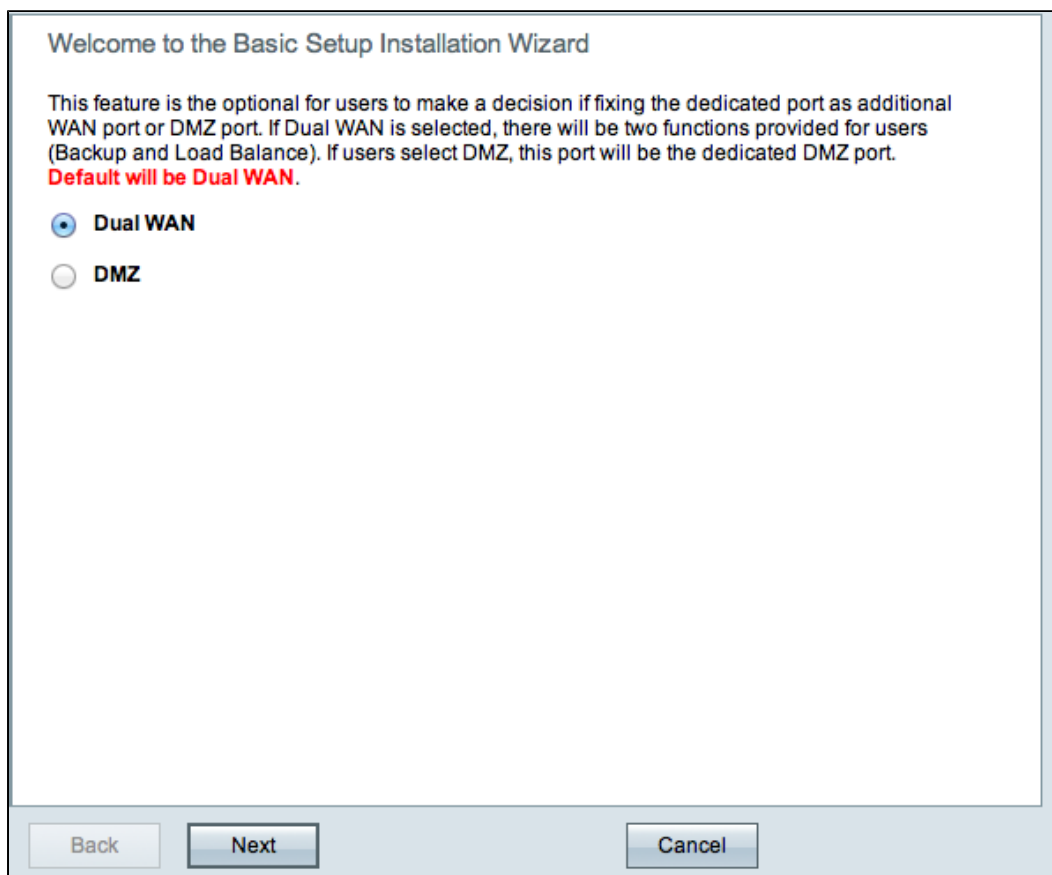 Welcome to the Basic Setup Installation Wizard
This feature is the optional for users to make a decision if fixing the dedicated port as additional
WAN port or DMZ port. If Dual WAN is selected, there will be two functions provided for users
(Backup and Load Balance). If users select DMZ, this port will be the dedicated DMZ port.
Default will be Dual WAN.
Dual WAN
DMZ
Back Next Cancel